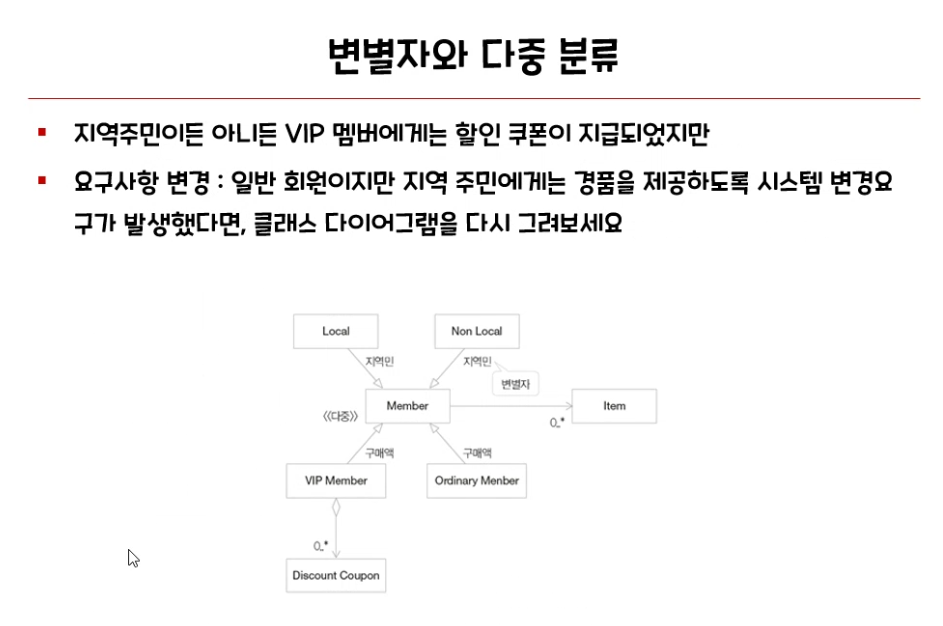 변별자와 다중 분류
지역주민이든 아니든 VIP 멤버에게는 할인 쿠폰이 지급되었지만
요구사항 변경 : 일반 회원이지만 지역 주민에게는 경품을 제공하도록 시스템 변경요
구가 발생했다면, 클래스 다이어그램을 다시 그려보세요
Local
Non Local
지역민
지역민
변별자
Member
Item
<<다중>>
0..*
구매액
구매액
VIP Member
Ordinary Menber
0..*
Discount Coupon